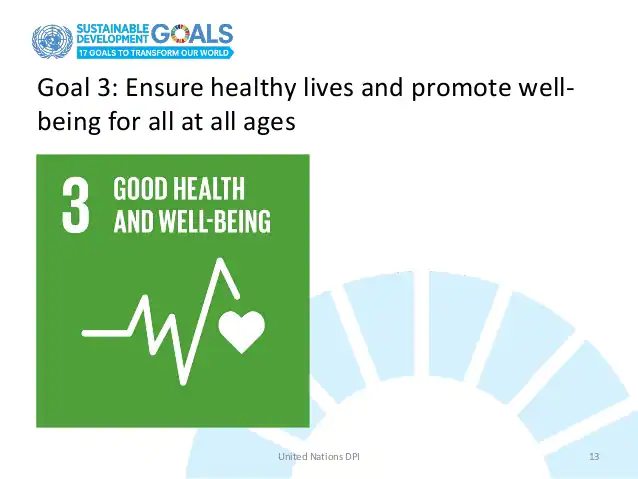 SUSTAINABLE
DEVELOPMENT GOALS
17 GOALS TO TRANSFORM OUR WORLD
Goal 3: Ensure healthy lives and promote well-
being for all at all ages
3 GOOD HEALTH
AND WELL-BEING
United Nations DPI 13